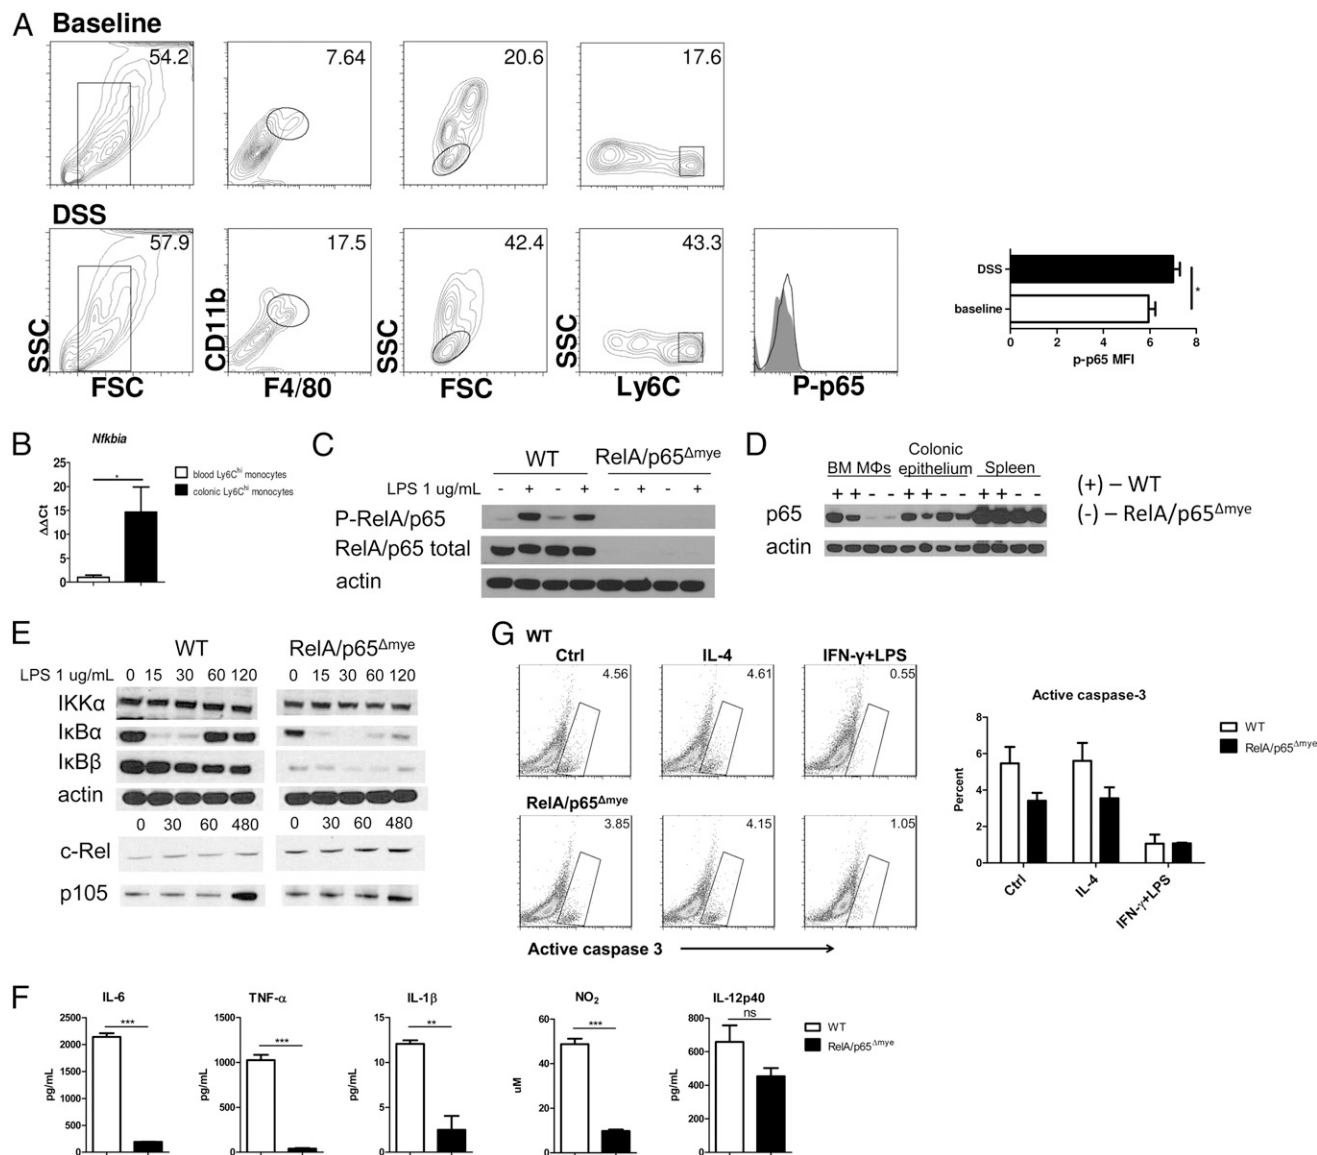 A Baseline
54.2 7.64 20.6 17.6
DSS
57.9 17.5 42.4 43.3
SSC CD11b SSC SSC
FSC F4/80 FSC Ly6C P-p65
DSS
baseline
*
0 2 4 6 8
p-p65 MFI
B Nfkbia
ΔΔCt
25
20
15
10
5
0
*
blood Ly6Chi monocytes
colonic Ly6Chi monocytes
C
WT RelA/p65Δmye
LPS 1 ug/mL - + - + - + - +
P-RelA/p65
RelA/p65 total
actin
D
BM MΦs Colonic epithelium Spleen
+ + - - + + - - + + - -
p65
actin
(+) – WT
(-) – RelA/p65Δmye
E
WT RelA/p65Δmye
LPS 1 ug/mL 0 15 30 60 120 0 15 30 60 120
IKKα
IκBα
IκBβ
actin
0 30 60 480 0 30 60 480
c-Rel
p105
G WT
Ctrl IL-4 IFN-γ+LPS
4.56 4.61 0.55
RelA/p65Δmye
3.85 4.15 1.05
Active caspase 3
Active caspase-3
Percent
8
6
4
2
0
Ctrl IL-4 IFN-γ+LPS
WT
RelA/p65Δmye
F
IL-6
pg/mL
2500
2000
1500
1000
500
0
***
TNF-α
pg/mL
1500
1000
500
0
***
IL-1β
pg/mL
15
10
5
0
**
NO2
uM
60
40
20
0
***
IL-12p40
pg/mL
800
600
400
200
0
ns
WT
RelA/p65Δmye